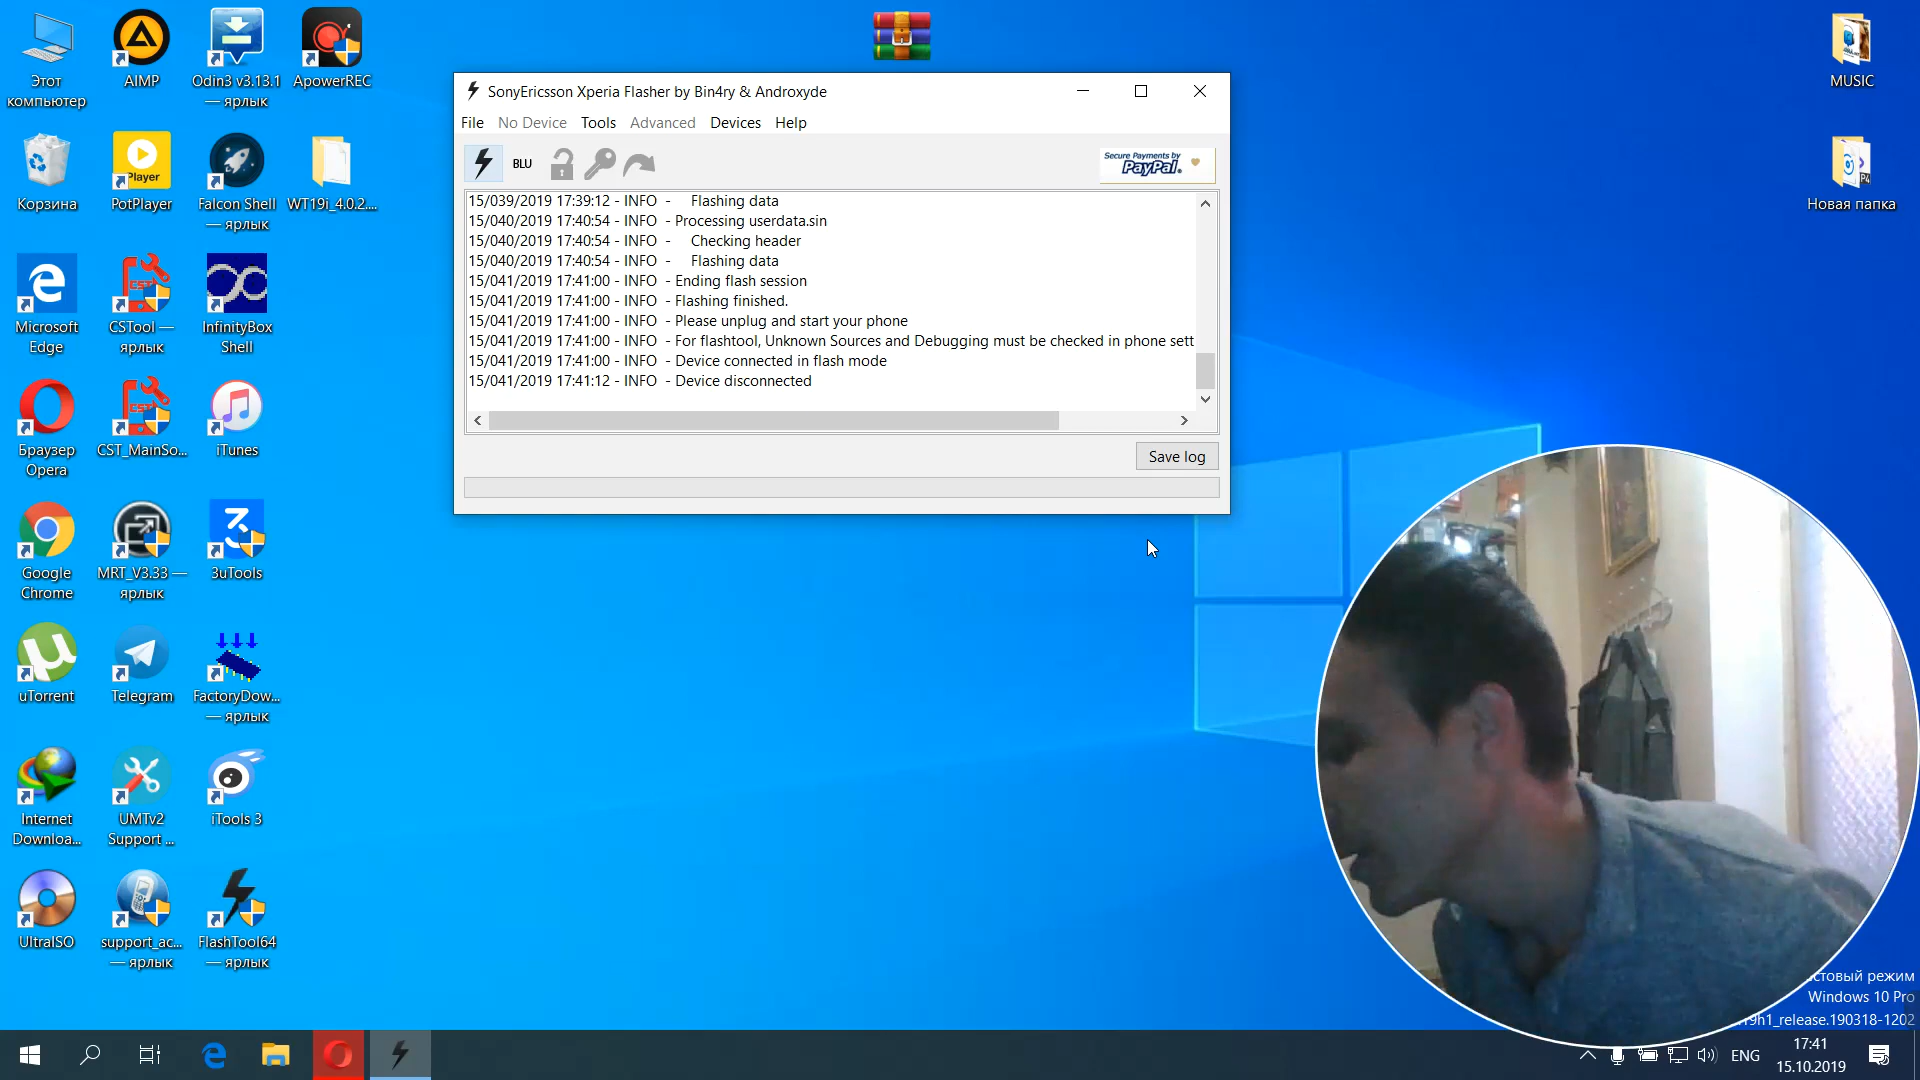 Этот
компьютер
AIMP
Odin3 v3.13.1
— ярлык
ApowerREC
MUSIC
Корзина
Player
PotPlayer
Falcon Shell
— ярлык
WT19i_4.0.2....
Новая папка
Microsoft
Edge
CSTool —
ярлык
InfinityBox
Shell
Браузер
Opera
CST_MainSo...
iTunes
Google
Chrome
MRT_V3.33 —
ярлык
3uTools
uTorrent
Telegram
FactoryDow...
— ярлык
Internet
Downloa...
UMTv2
Support ...
iTools 3
UltraISO
support_ac...
— ярлык
FlashTool64
— ярлык
SonyEricsson Xperia Flasher by Bin4ry & Androxyde
File No Device Tools Advanced Devices Help
BLU
Secure Payments by
PayPal
15/039/2019 17:39:12 - INFO - Flashing data
15/040/2019 17:40:54 - INFO - Processing userdata.sin
15/040/2019 17:40:54 - INFO - Checking header
15/040/2019 17:40:54 - INFO - Flashing data
15/041/2019 17:41:00 - INFO - Ending flash session
15/041/2019 17:41:00 - INFO - Flashing finished.
15/041/2019 17:41:00 - INFO - Please unplug and start your phone
15/041/2019 17:41:00 - INFO - For flashtool, Unknown Sources and Debugging must be checked in phone sett
15/041/2019 17:41:00 - INFO - Device connected in flash mode
15/041/2019 17:41:12 - INFO - Device disconnected
Save log
стовый режим
Windows 10 Pro
19h1_release.190318-1202
ENG
17:41
15.10.2019